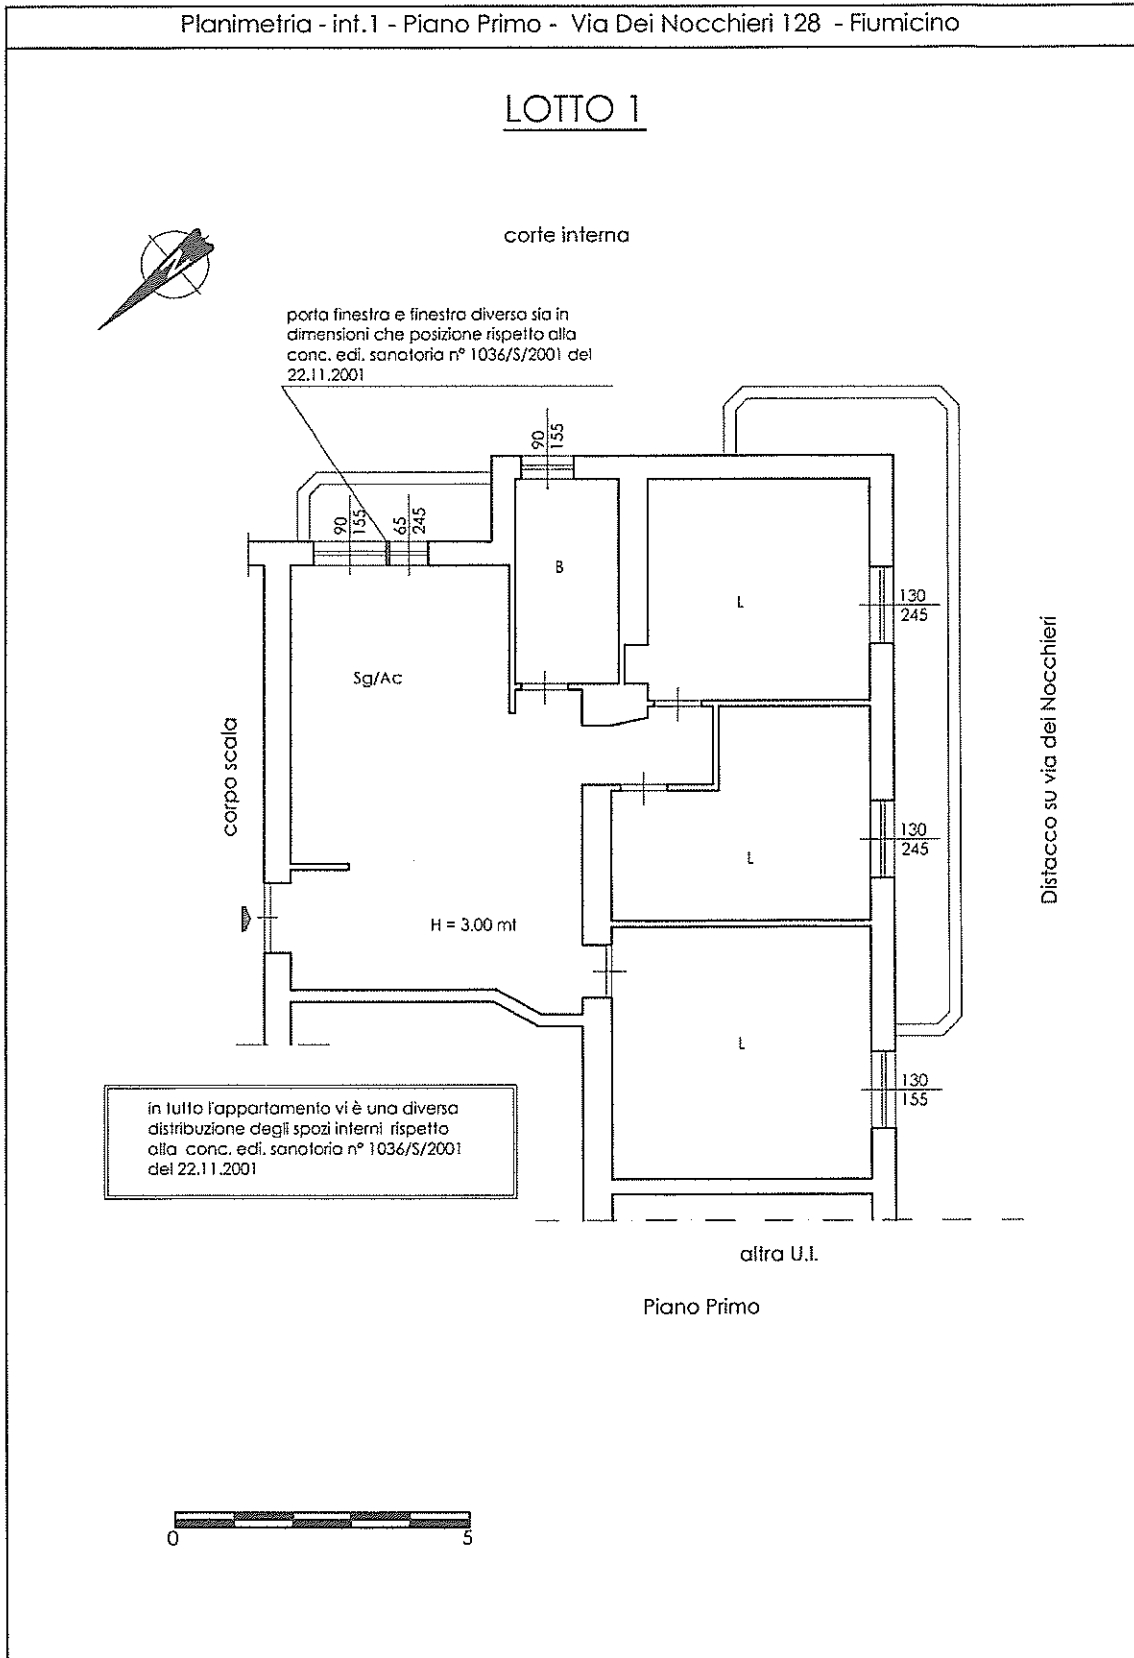 Planimetria - int.1 - Piano Primo - Via Dei Nocchieri 128 - Fiumicino
LOTTO 1
corte interna
porta finestra e finestra diversa sia in
dimensioni che posizione rispetto alla
conc. edi. sanatoria n° 1036/S/2001 del
22.11.2001
90
155
90
155
65
245
B
L
130
245
Sg/Ac
corpo scala
Distacco su via dei Nocchieri
130
245
L
H = 3.00 mt
L
130
155
in tutto l'appartamento vi è una diversa
distribuzione degli spazi interni rispetto
alla conc. edi. sanatoria n° 1036/S/2001
del 22.11.2001
altra U.I.
Piano Primo
0
5